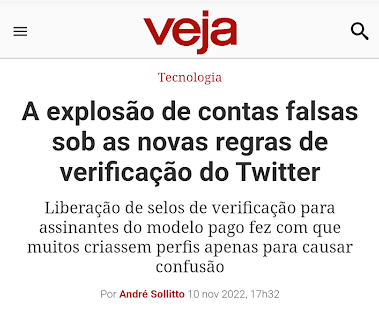 veja
Tecnologia
A explosão de contas falsas
sob as novas regras de
verificação do Twitter
Liberação de selos de verificação para
assinantes do modelo pago fez com que
muitos criassem perfis apenas para causar
confusão
Por André Sollitto 10 nov 2022, 17h32